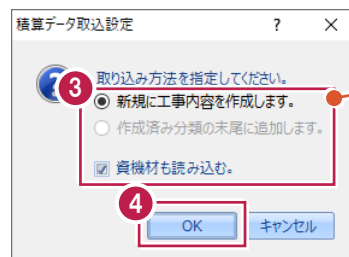 積算データ取込設定 ? ×
取り込み方法を指定してください。
3
新規に工事内容を作成します。
作成済み分類の末尾に追加します。
資機材も読み込む。
4
OK キャンセル